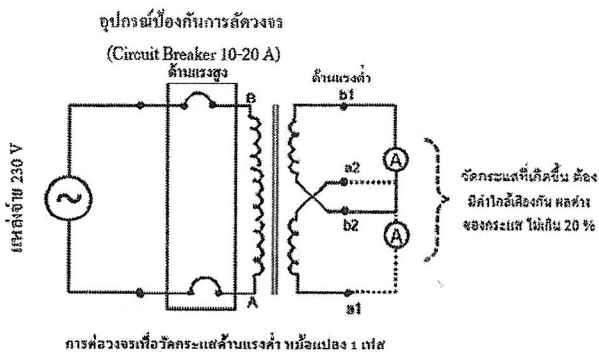 อุปกรณ์ป้องกันการลัดวงจร
(Circuit Breaker 10-20 A)
ด้านแรงสูง
ด้านแรงต่ำ
B
b1
A
a2
แหล่งจ่าย 230 V
วัดกระแสที่เกิดขึ้น ต้อง
มีค่าใกล้เคียงกัน ผลต่าง
ของกระแส ไม่เกิน 20 %
b2
A
A
a1
การต่อวงจรเพื่อวัดกระแสด้านแรงต่ำ หม้อแปลง 1 เฟส